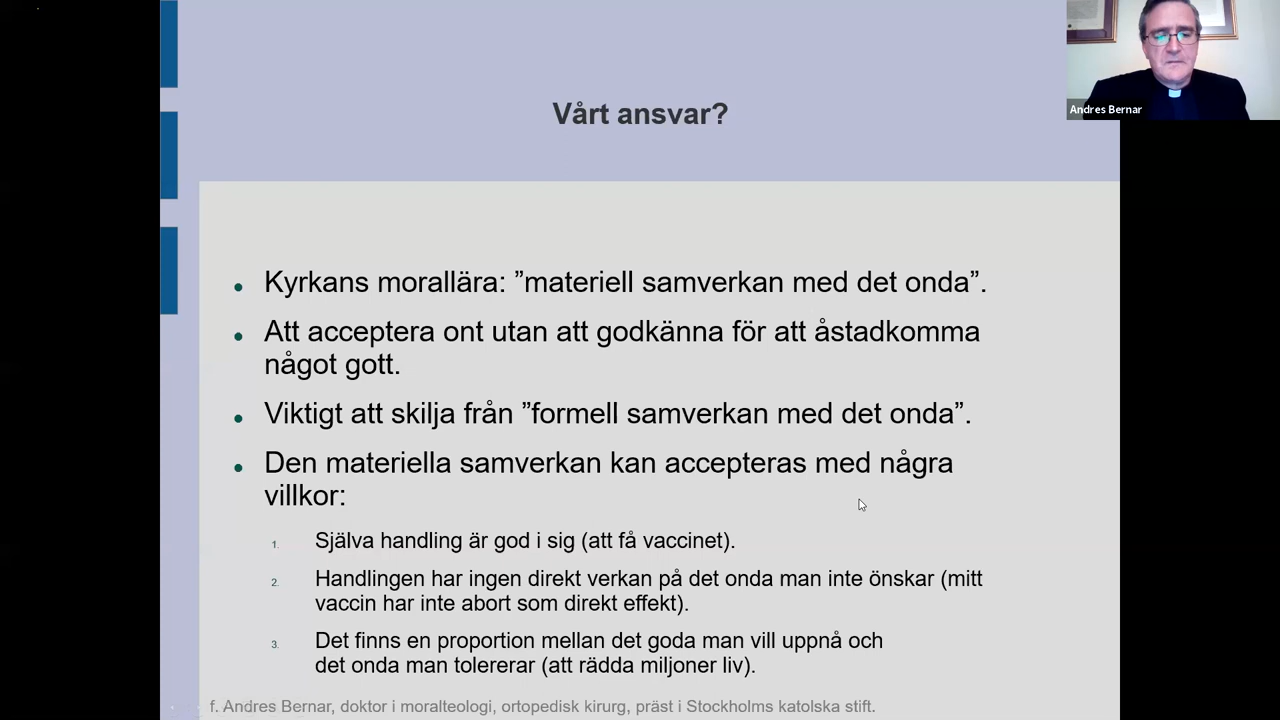 Vårt ansvar?
Andres Bernar
Kyrkans morallära: ”materiell samverkan med det onda”.
Att acceptera ont utan att godkänna för att åstadkomma
något gott.
Viktigt att skilja från ”formell samverkan med det onda”.
Den materiella samverkan kan accepteras med några
villkor:
1. Själva handling är god i sig (att få vaccinet).
2. Handlingen har ingen direkt verkan på det onda man inte önskar (mitt
vaccin har inte abort som direkt effekt).
3. Det finns en proportion mellan det goda man vill uppnå och
det onda man tolererar (att rädda miljoner liv).
f. Andres Bernar, doktor i moralteologi, ortopedisk kirurg, präst i Stockholms katolska stift.